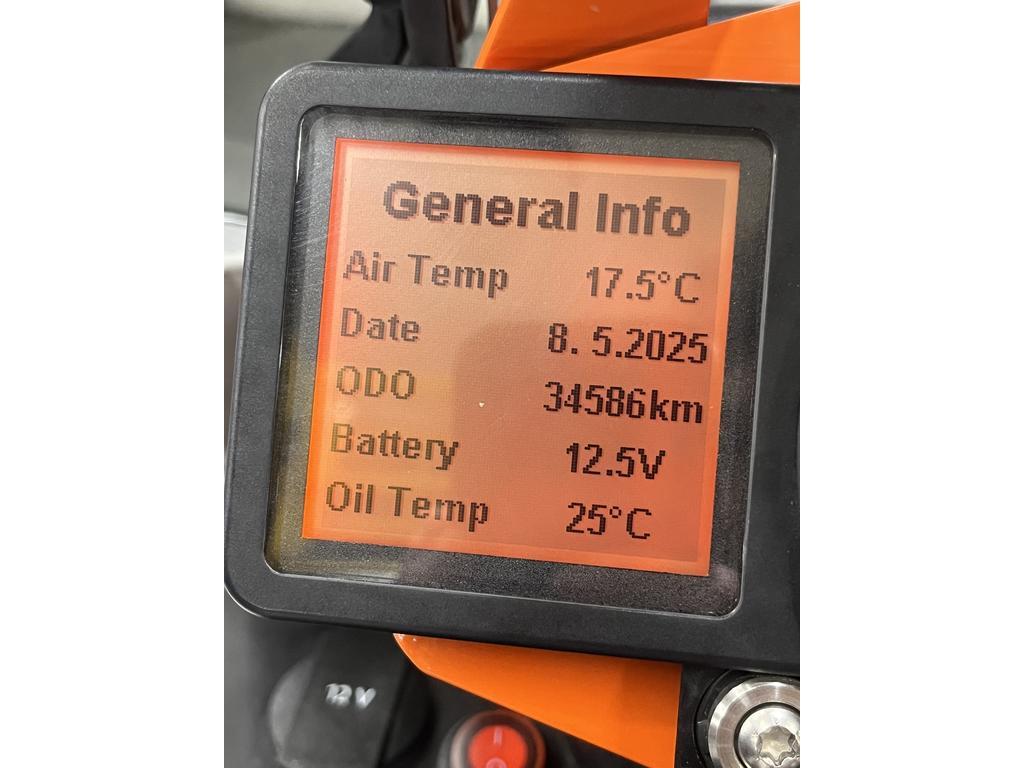 General Info
Air Temp 17.5°C
Date 8. 5.2025
ODO 34586km
Battery 12.5V
Oil Temp 25°C
12V